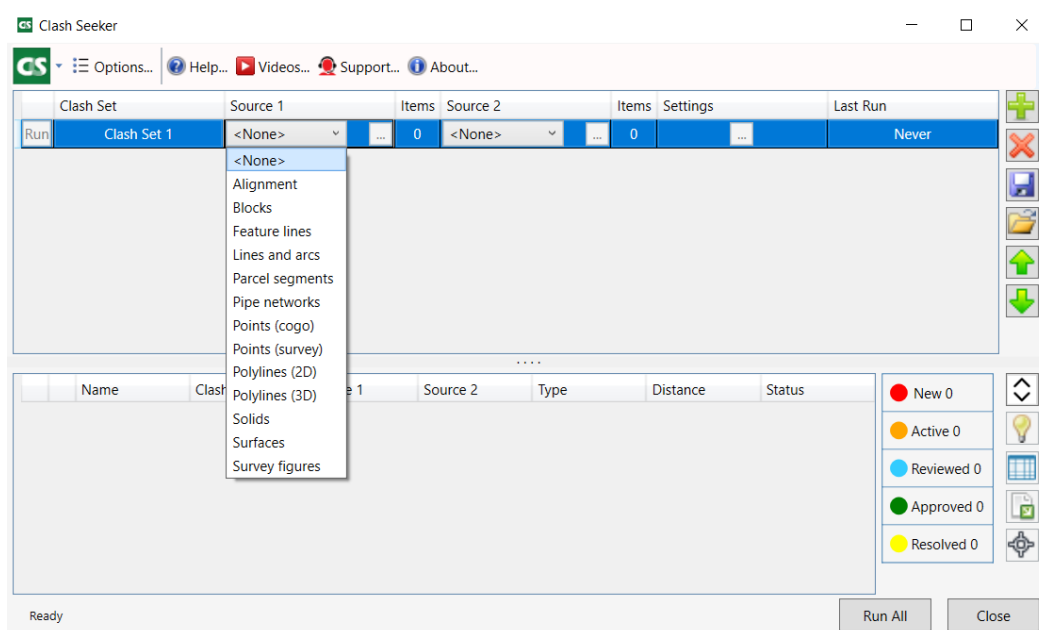 CS Clash Seeker
CS Options... Help... Videos... Support... About...
Clash Set Source 1 Items Source 2 Items Settings Last Run
Run Clash Set 1 <None> ... 0 <None> ... 0 ... Never
<None>
Alignment
Blocks
Feature lines
Lines and arcs
Parcel segments
Pipe networks
Points (cogo)
Points (survey)
Polylines (2D)
Polylines (3D)
Solids
Surfaces
Survey figures
....
Name Clash e 1 Source 2 Type Distance Status
New 0
Active 0
Reviewed 0
Approved 0
Resolved 0
Ready
Run All Close